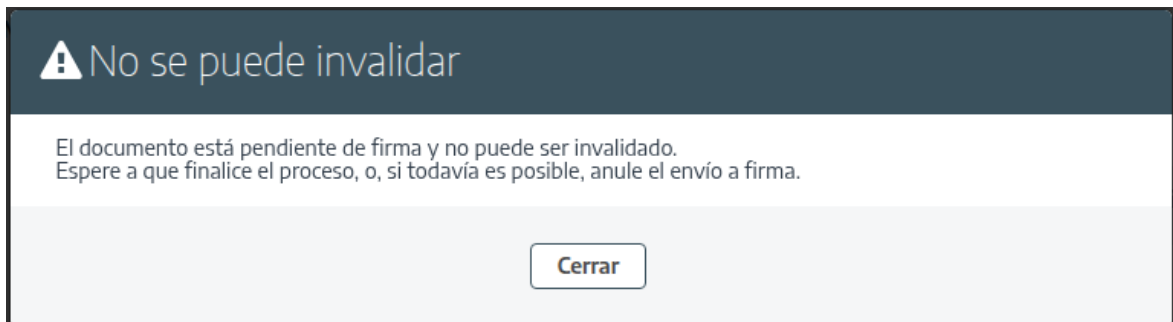 No se puede invalidar
El documento está pendiente de firma y no puede ser invalidado.
Espere a que finalice el proceso, o, si todavía es posible, anule el envío a firma.
Cerrar